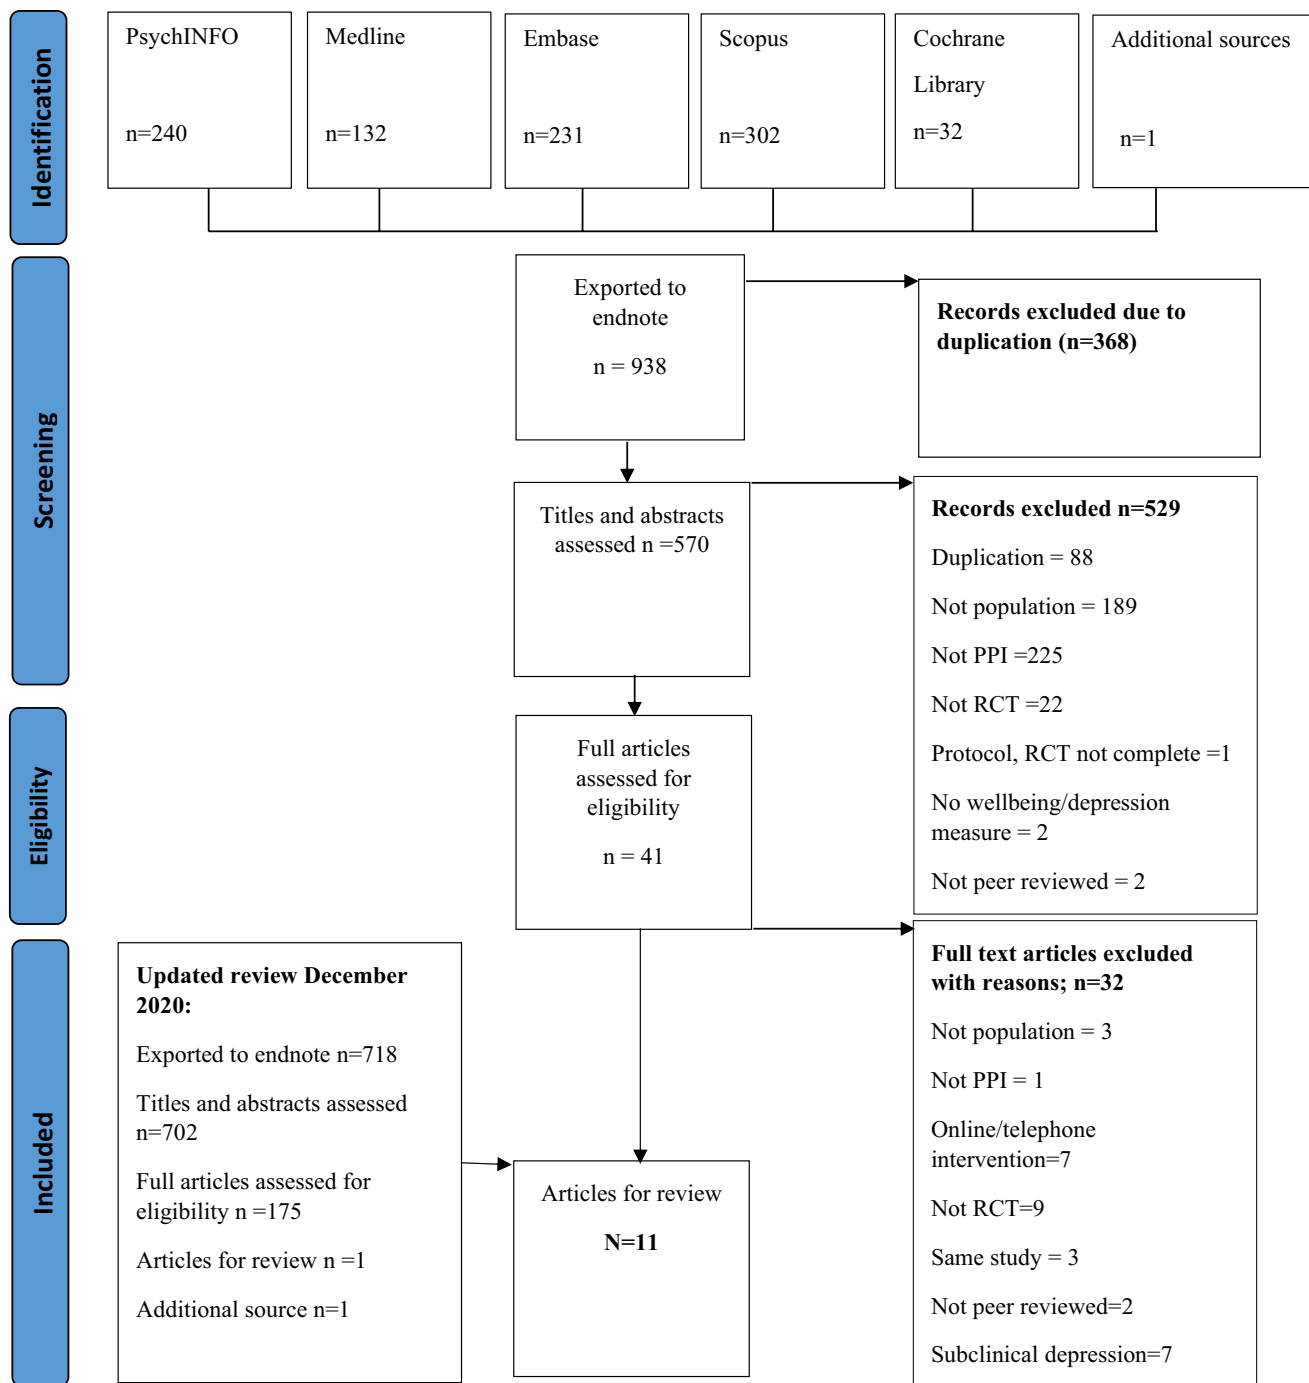 Identification
PsychINFO
n=240
Medline
n=132
Embase
n=231
Scopus
n=302
Cochrane
Library
n=32
Additional sources
n=1
Screening
Exported to
endnote
n = 938
Records excluded due to
duplication (n=368)
Titles and abstracts
assessed n =570
Records excluded n=529
Duplication = 88
Not population = 189
Not PPI =225
Not RCT =22
Protocol, RCT not complete =1
No wellbeing/depression
measure = 2
Not peer reviewed = 2
Eligibility
Full articles
assessed for
eligibility
n = 41
Full text articles excluded
with reasons; n=32
Not population = 3
Not PPI = 1
Online/telephone
intervention=7
Not RCT=9
Same study = 3
Not peer reviewed=2
Subclinical depression=7
Included
Updated review December
2020:
Exported to endnote n=718
Titles and abstracts assessed
n=702
Full articles assessed for
eligibility n =175
Articles for review n =1
Additional source n=1
Articles for review
N=11